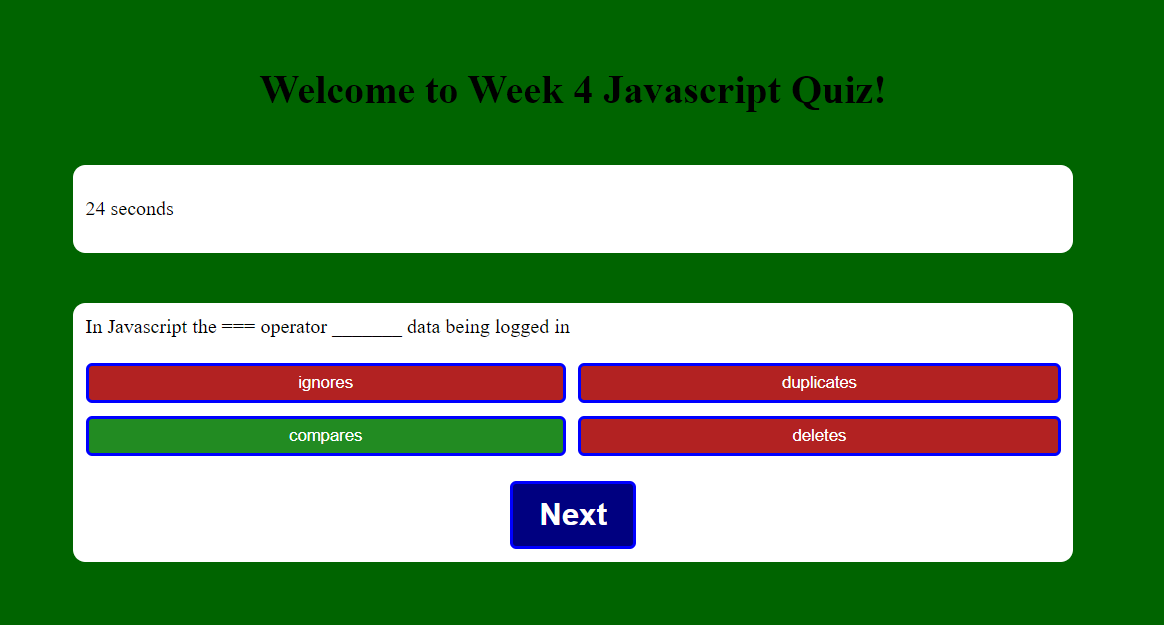 Welcome to Week 4 Javascript Quiz!
24 seconds
In Javascript the === operator _______ data being logged in
ignores
duplicates
compares
deletes
Next